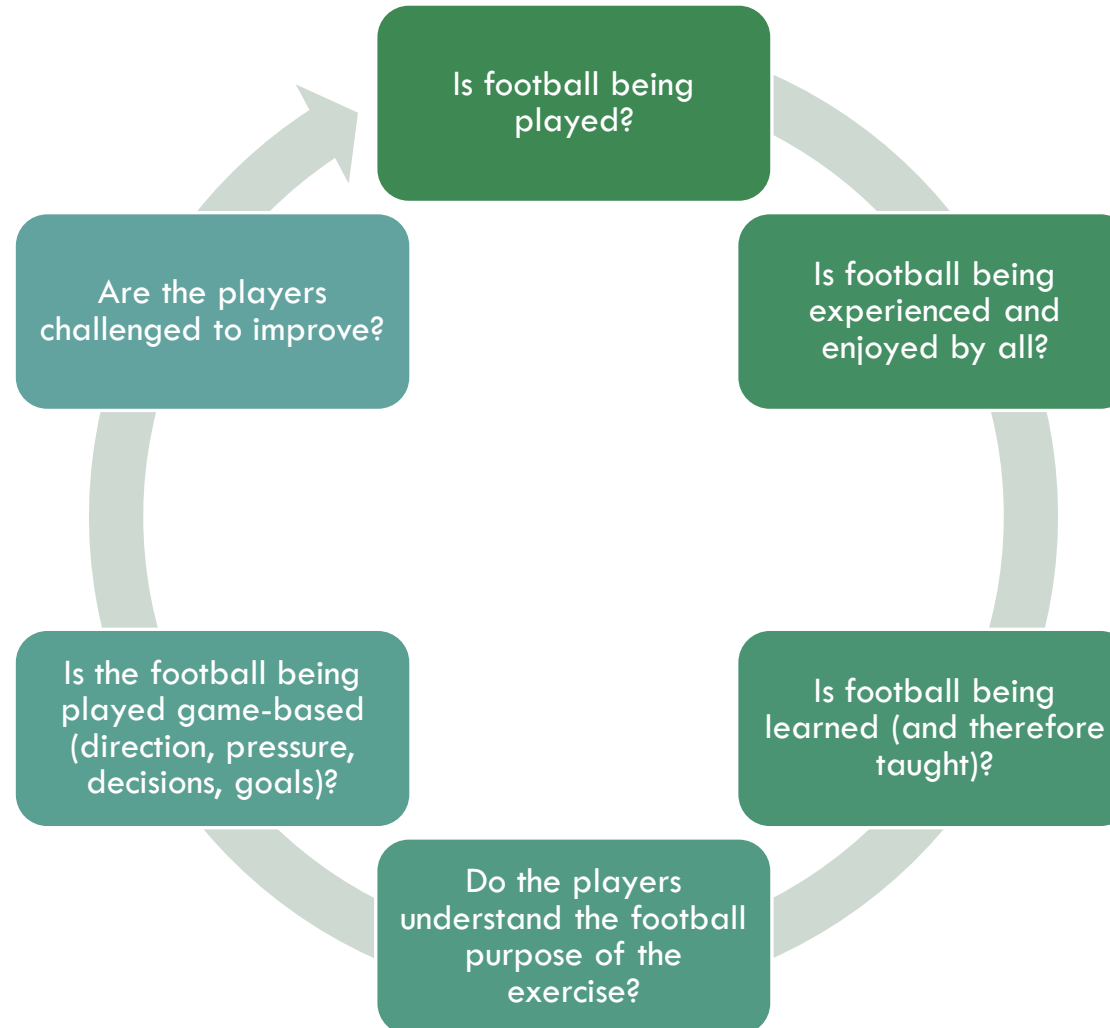 Is football being
played?
Is football being
experienced and
enjoyed by all?
Is football being
learned (and therefore
taught)?
Do the players
understand the football
purpose of the
exercise?
Is the football being
played game-based
(direction, pressure,
decisions, goals)?
Are the players
challenged to improve?